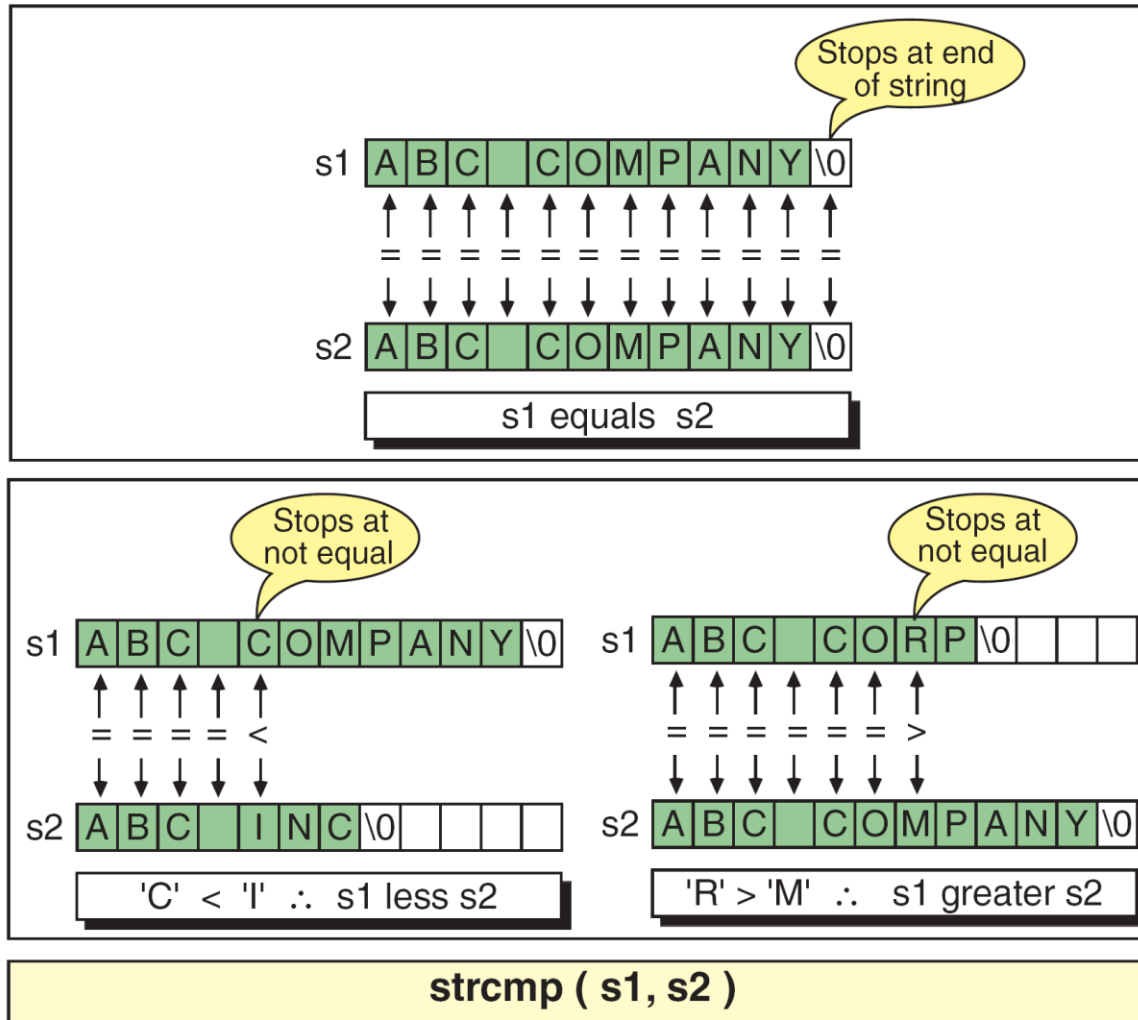 Stops at end
of string
s1 A B C C O M P A N Y \0
= = = = = = = = = = = =
s2 A B C C O M P A N Y \0
s1 equals s2
Stops at
not equal
s1 A B C C O M P A N Y \0
= = = = <
s2 A B C I N C \0
'C' < 'I' ∴ s1 less s2
Stops at
not equal
s1 A B C C O R P \0
= = = = = = >
s2 A B C C O M P A N Y \0
'R' > 'M' ∴ s1 greater s2
strcmp ( s1, s2 )